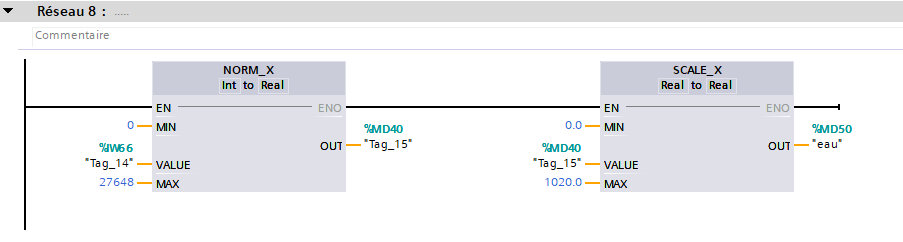 Réseau 8 : .....
Commentaire
NORM_X
Int to Real
EN ENO
0 MIN
%MD40
OUT "Tag_15"
%IW66
"Tag_14" VALUE
27648 MAX
SCALE_X
Real to Real
EN ENO
0.0 MIN
%MD50
OUT "eau"
%MD40
"Tag_15" VALUE
1020.0 MAX